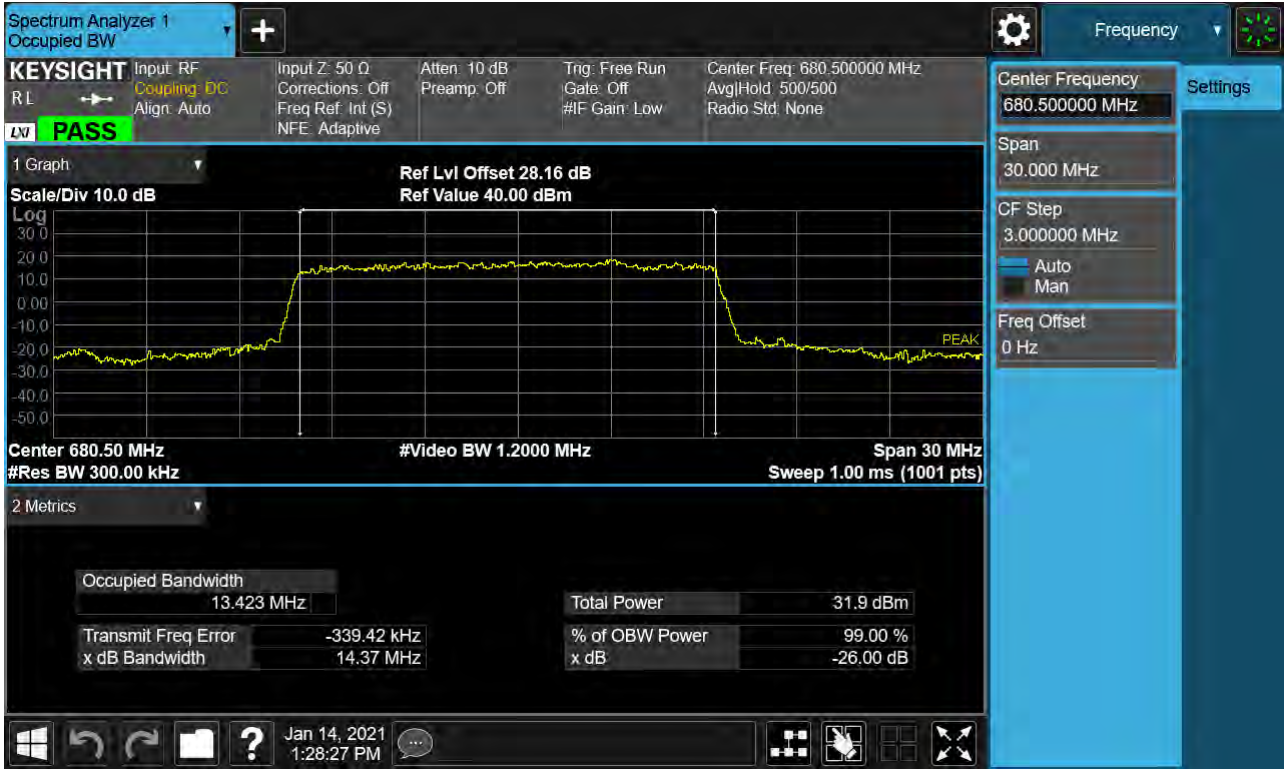 Spectrum Analyzer 1
Occupied BW
+
Frequency
KEYSIGHT
R L
LXI
PASS
Input: RF
Coupling: DC
Align: Auto
Input Z: 50 Ω
Corrections: Off
Freq Ref: Int (S)
NFE: Adaptive
Atten: 10 dB
Preamp: Off
Trig: Free Run
Gate: Off
#IF Gain: Low
Center Freq: 680.500000 MHz
Avg|Hold: 500/500
Radio Std: None
Center Frequency
680.500000 MHz
Settings
Span
30.000 MHz
CF Step
3.000000 MHz
Auto
Man
Freq Offset
0 Hz
1 Graph
Scale/Div 10.0 dB
Ref Lvl Offset 28.16 dB
Ref Value 40.00 dBm
Log
30.0
20.0
10.0
0.00
-10.0
-20.0
-30.0
-40.0
-50.0
PEAK
Center 680.50 MHz
#Video BW 1.2000 MHz
Span 30 MHz
#Res BW 300.00 kHz
Sweep 1.00 ms (1001 pts)
2 Metrics
Occupied Bandwidth
13.423 MHz
Total Power 31.9 dBm
Transmit Freq Error -339.42 kHz
% of OBW Power 99.00 %
x dB Bandwidth 14.37 MHz
x dB -26.00 dB
?
Jan 14, 2021
1:28:27 PM